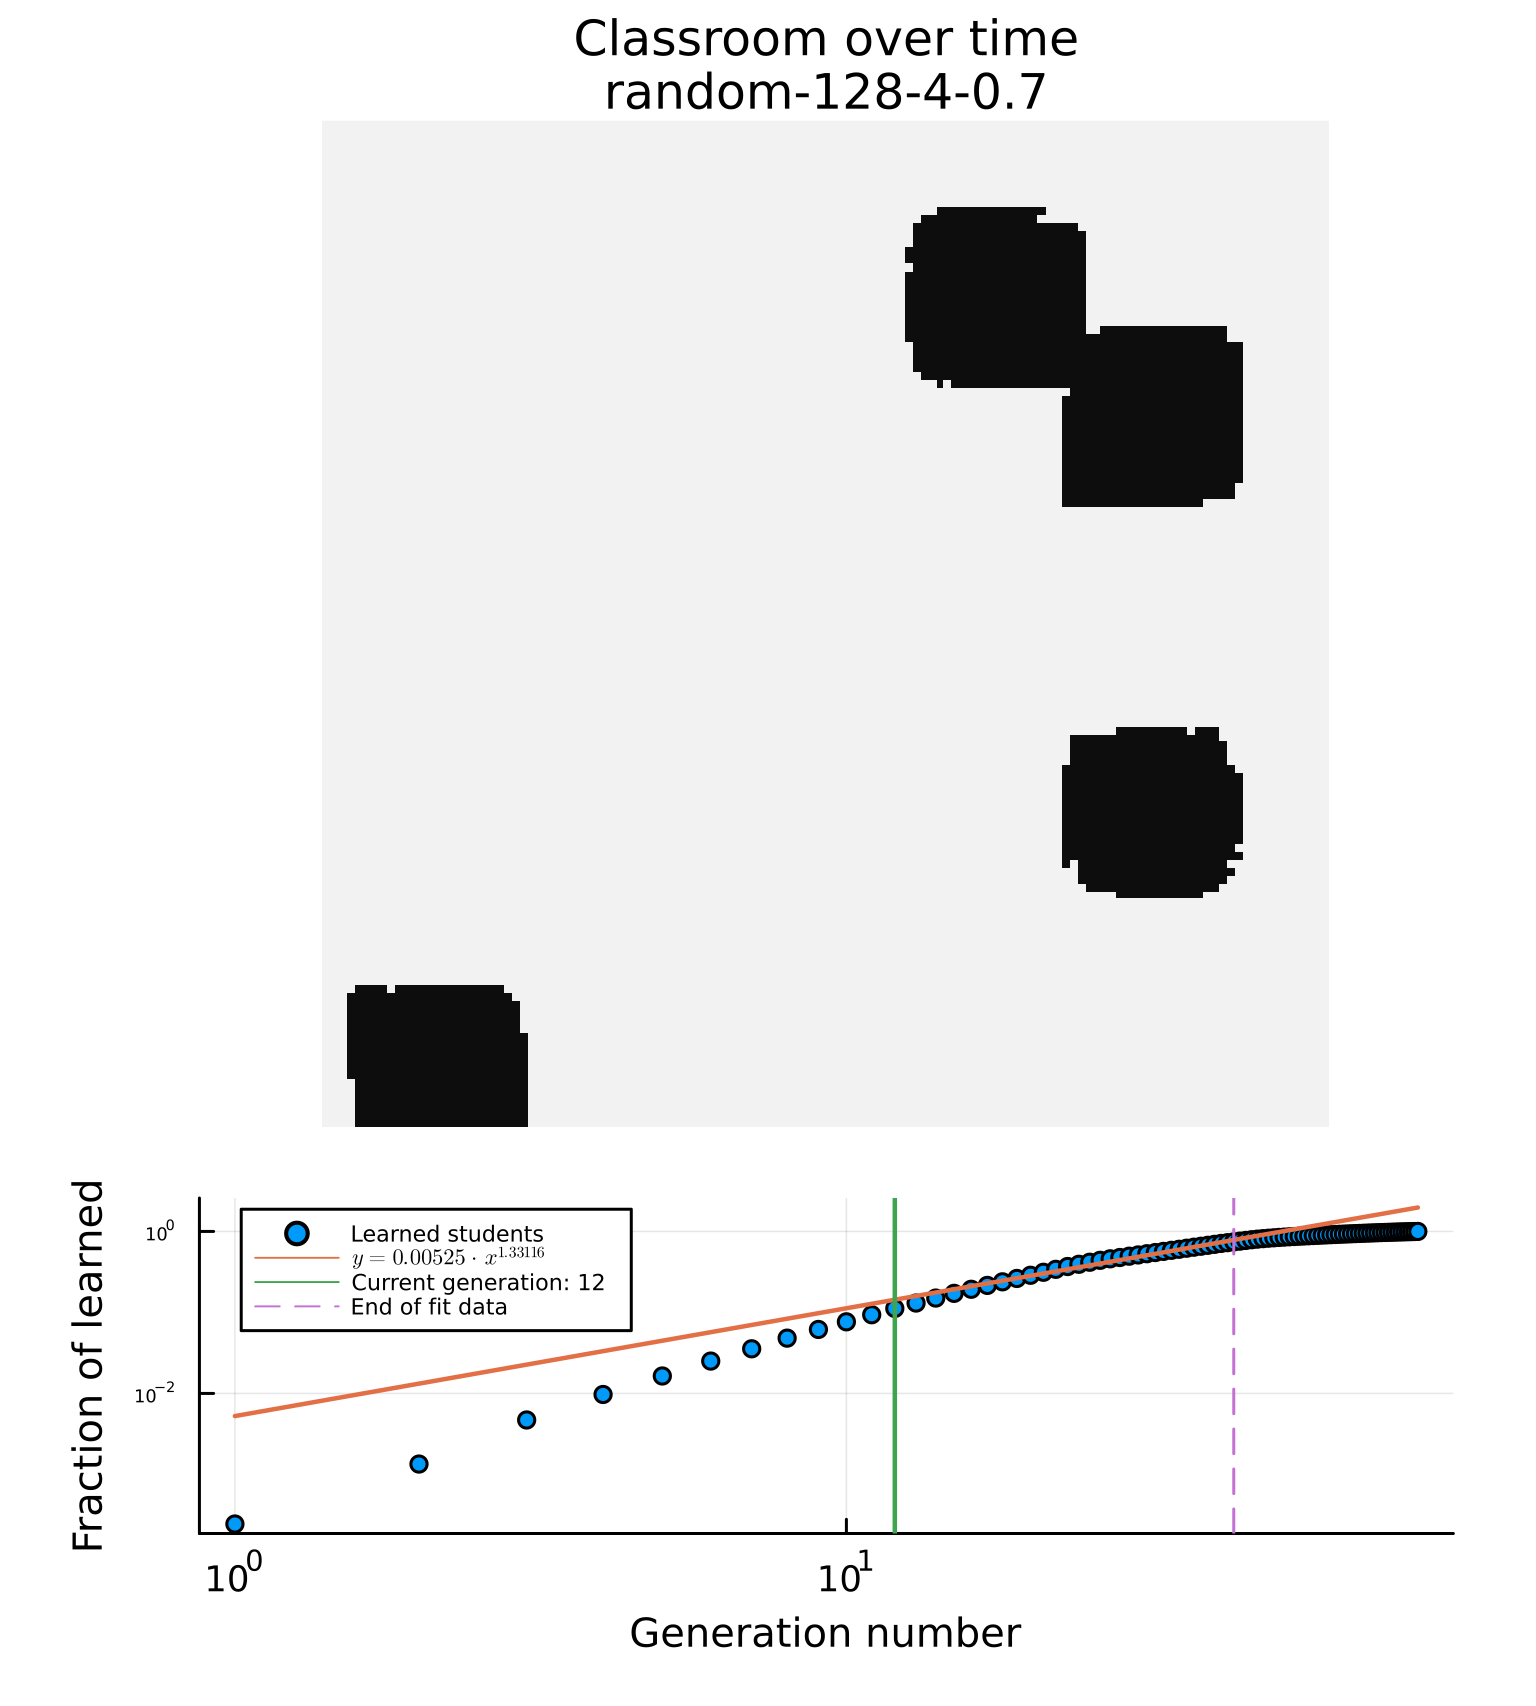 Classroom over time
random-128-4-0.7
Fraction of learned
10^0
10^-2
Learned students
y = 0.00525 · x^1.33116
Current generation: 12
End of fit data
10^0
10^1
Generation number